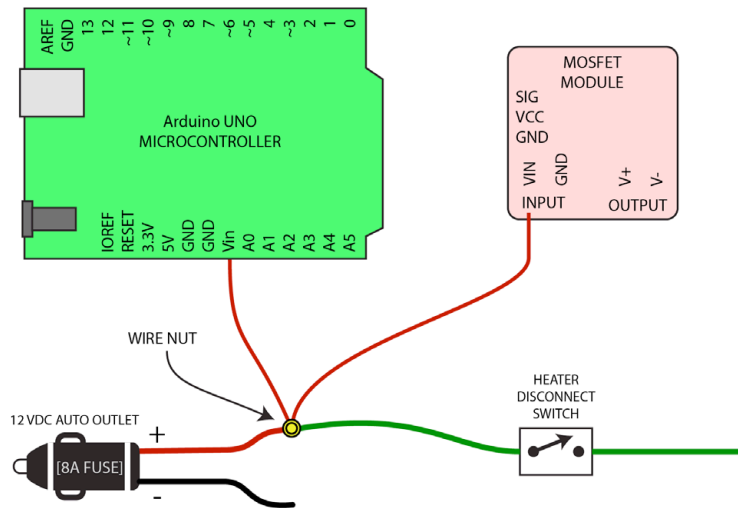 AREF
GND
13
12
~11
~10
~9
8
7
~6
~5
4
~3
2
1
0
Arduino UNO
MICROCONTROLLER
IOREF
RESET
3.3V
5V
GND
GND
Vin
A0
A1
A2
A3
A4
A5
MOSFET
MODULE
SIG
VCC
GND
VIN
GND
V+
V-
INPUT
OUTPUT
WIRE NUT
HEATER
DISCONNECT
SWITCH
12 VDC AUTO OUTLET
+
[8A FUSE]
-